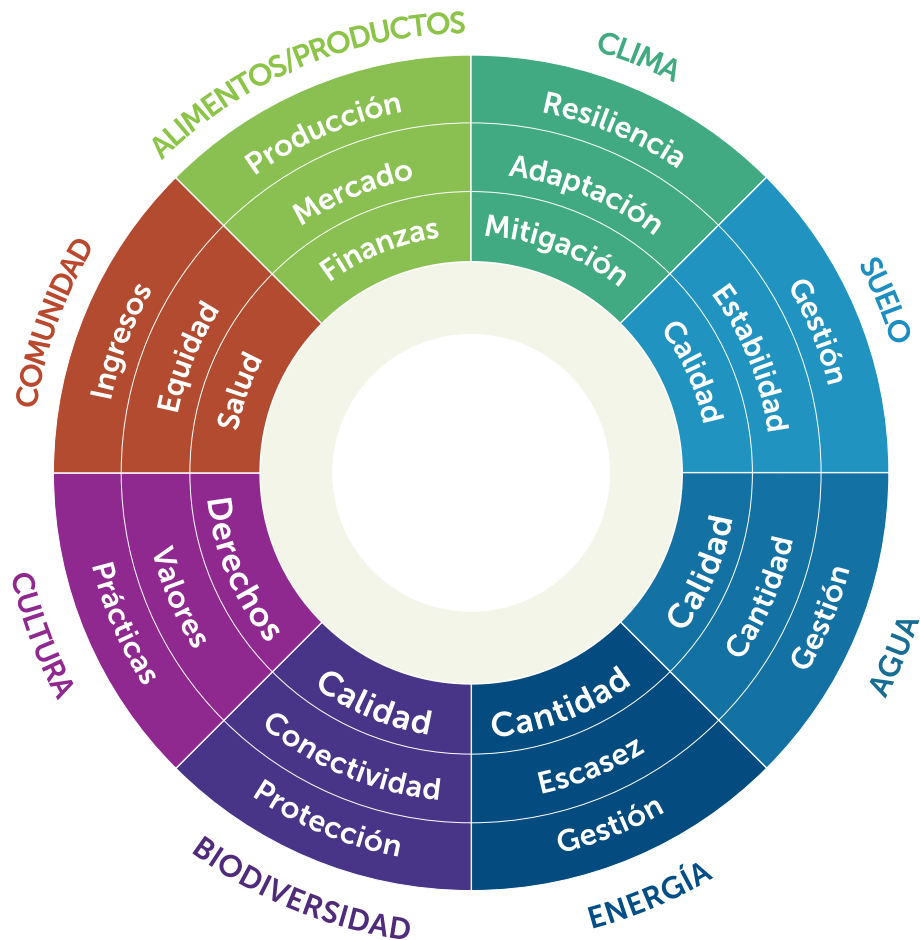 ALIMENTOS/PRODUCTOS
Producción
Mercado
Finanzas
CLIMA
Resiliencia
Adaptación
Mitigación
SUELO
Gestión
Estabilidad
Calidad
AGUA
Gestión
Cantidad
Calidad
ENERGÍA
Gestión
Escasez
Cantidad
BIODIVERSIDAD
Protección
Conectividad
Calidad
CULTURA
Prácticas
Valores
Derechos
COMUNIDAD
Ingresos
Equidad
Salud